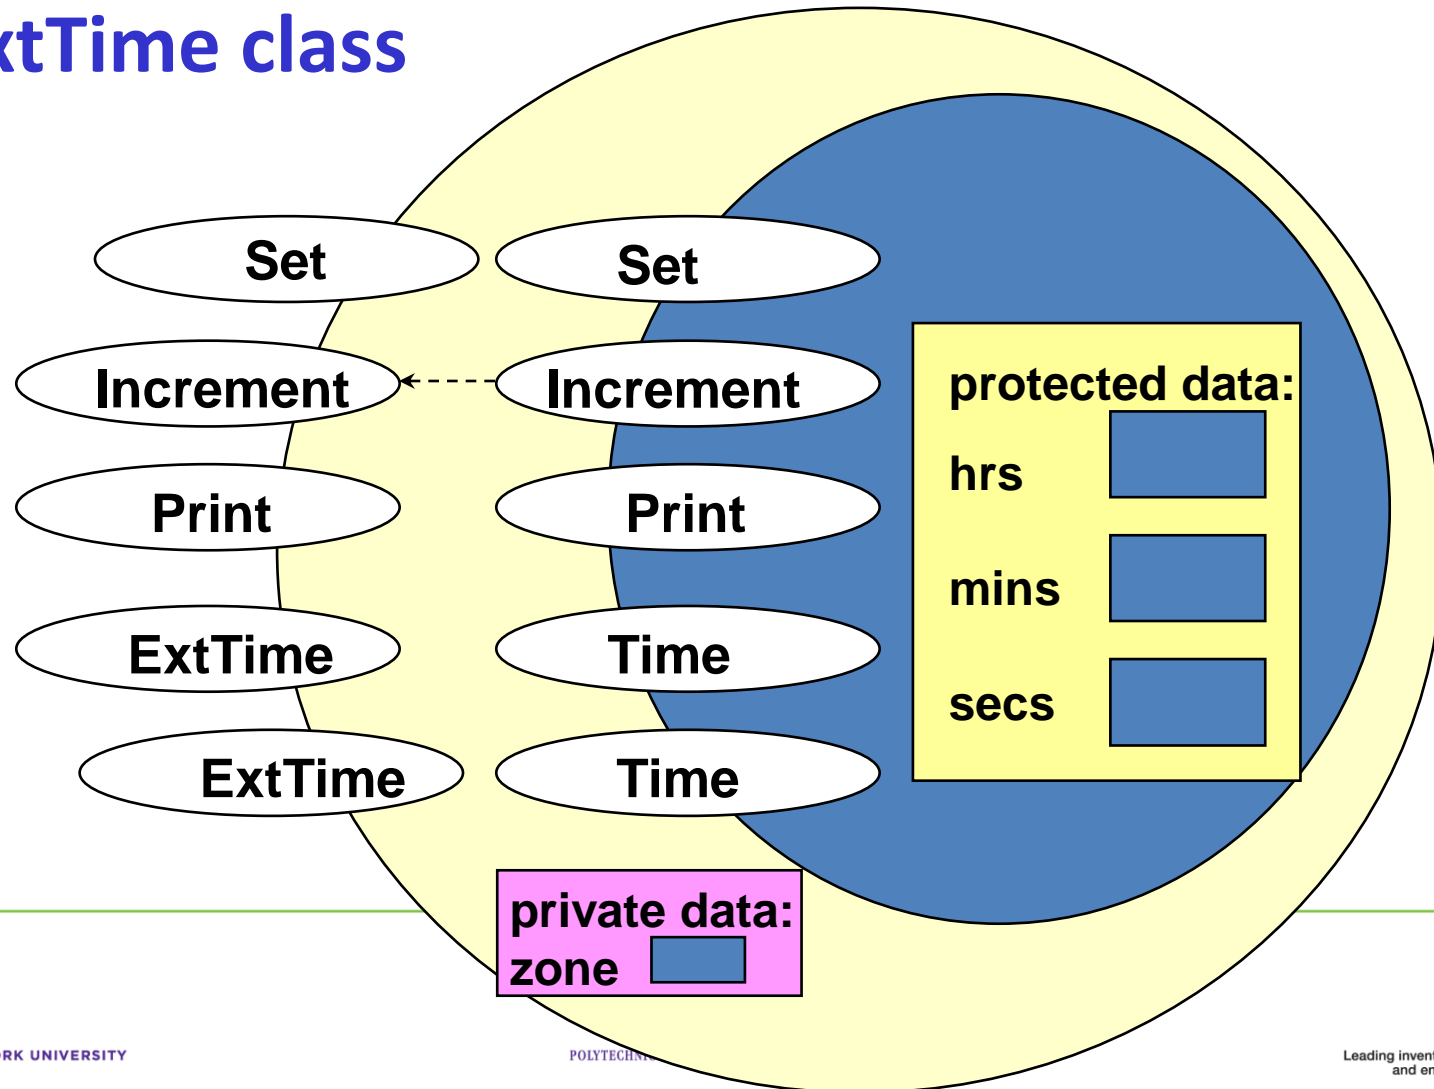 xtTime class
Set
Set
Increment
Increment
protected data:
hrs
Print
Print
mins
ExtTime
Time
secs
ExtTime
Time
private data:
zone
RK UNIVERSITY
POLYTECHNI
Leading invent
and en